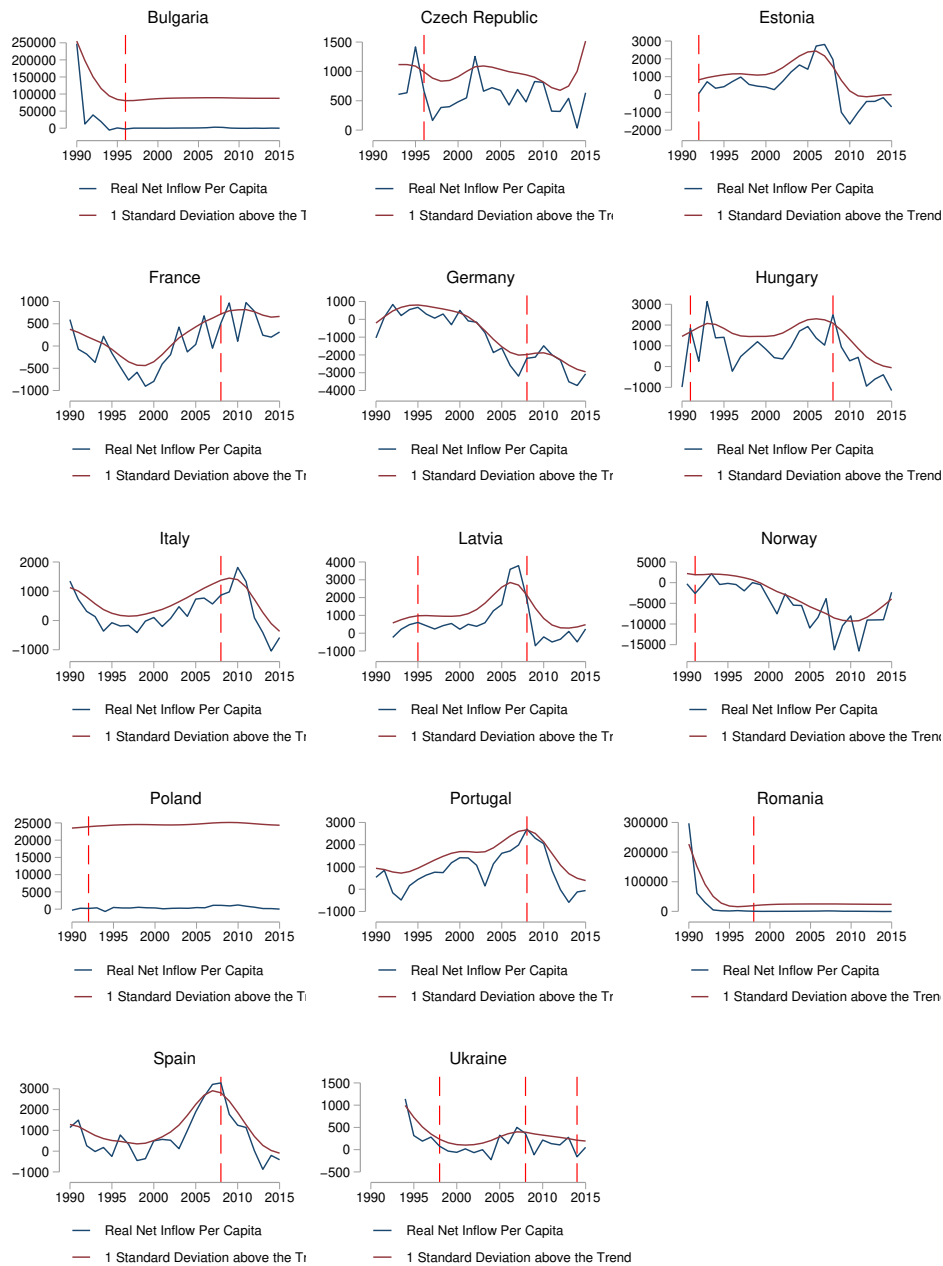 Bulgaria
250000
200000
150000
100000
50000
0
1990 1995 2000 2005 2010 2015
Real Net Inflow Per Capita
1 Standard Deviation above the Tr
Czech Republic
1500
1000
500
0
1990 1995 2000 2005 2010 2015
Real Net Inflow Per Capita
1 Standard Deviation above the Tr
Estonia
3000
2000
1000
0
−1000
−2000
1990 1995 2000 2005 2010 2015
Real Net Inflow Per Capita
1 Standard Deviation above the Trend
France
1000
500
0
−500
−1000
1990 1995 2000 2005 2010 2015
Real Net Inflow Per Capita
1 Standard Deviation above the Tr
Germany
1000
0
−1000
−2000
−3000
−4000
1990 1995 2000 2005 2010 2015
Real Net Inflow Per Capita
1 Standard Deviation above the Tr
Hungary
3000
2000
1000
0
−1000
1990 1995 2000 2005 2010 2015
Real Net Inflow Per Capita
1 Standard Deviation above the Trend
Italy
2000
1000
0
−1000
1990 1995 2000 2005 2010 2015
Real Net Inflow Per Capita
1 Standard Deviation above the Tr
Latvia
4000
3000
2000
1000
0
−1000
1990 1995 2000 2005 2010 2015
Real Net Inflow Per Capita
1 Standard Deviation above the Tr
Norway
5000
0
−5000
−10000
−15000
1990 1995 2000 2005 2010 2015
Real Net Inflow Per Capita
1 Standard Deviation above the Trend
Poland
25000
20000
15000
10000
5000
0
1990 1995 2000 2005 2010 2015
Real Net Inflow Per Capita
1 Standard Deviation above the Tr
Portugal
3000
2000
1000
0
−1000
1990 1995 2000 2005 2010 2015
Real Net Inflow Per Capita
1 Standard Deviation above the Tr
Romania
300000
200000
100000
0
1990 1995 2000 2005 2010 2015
Real Net Inflow Per Capita
1 Standard Deviation above the Trend
Spain
3000
2000
1000
0
−1000
1990 1995 2000 2005 2010 2015
Real Net Inflow Per Capita
1 Standard Deviation above the Tr
Ukraine
1500
1000
500
0
−500
1990 1995 2000 2005 2010 2015
Real Net Inflow Per Capita
1 Standard Deviation above the Trend